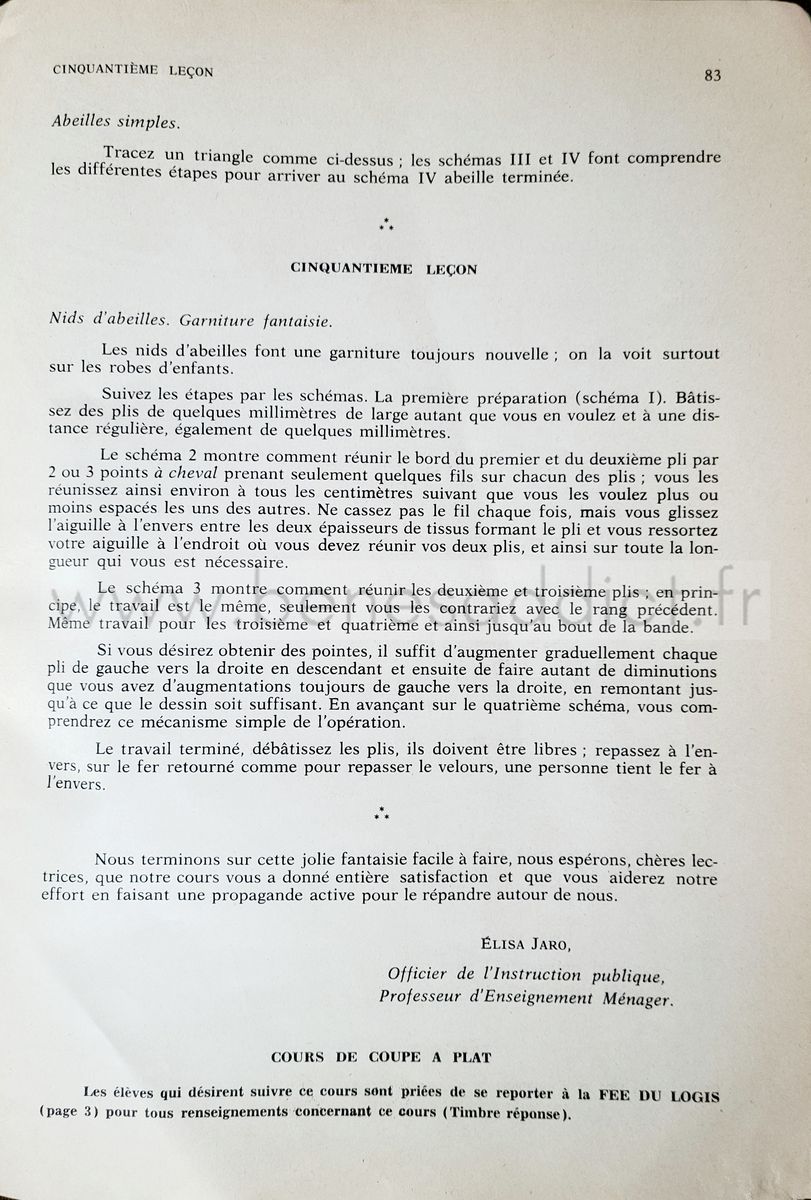 CINQUANTIÈME LEÇON 83
Abeilles simples.
Tracez un triangle comme ci-dessus ; les schémas III et IV font comprendre
les différentes étapes pour arriver au schéma IV abeille terminée.
CINQUANTIEME LEÇON
Nids d'abeilles. Garniture fantaisie.
Les nids d'abeilles font une garniture toujours nouvelle ; on la voit surtout
sur les robes d'enfants.
Suivez les étapes par les schémas. La première préparation (schéma I). Bâtis-
sez des plis de quelques millimètres de large autant que vous en voulez et à une dis-
tance régulière, également de quelques millimètres.
Le schéma 2 montre comment réunir le bord du premier et du deuxième pli par
2 ou 3 points à cheval prenant seulement quelques fils sur chacun des plis ; vous les
réunissez ainsi environ à tous les centimètres suivant que vous les voulez plus ou
moins espacés les uns des autres. Ne cassez pas le fil chaque fois, mais vous glissez
l'aiguille à l'envers entre les deux épaisseurs de tissus formant le pli et vous ressortez
votre aiguille à l'endroit où vous devez réunir vos deux plis, et ainsi sur toute la lon-
gueur qui vous est nécessaire.
Le schéma 3 montre comment réunir les deuxième et troisième plis ; en prin-
cipe, le travail est le même, seulement vous les contrariez avec le rang précédent.
Même travail pour les troisième et quatrième et ainsi jusqu'au bout de la bande.
www.bonesaddict.fr
Si vous désirez obtenir des pointes, il suffit d'augmenter graduellement chaque
pli de gauche vers la droite en descendant et ensuite de faire autant de diminutions
que vous avez d'augmentations toujours de gauche vers la droite, en remontant jus-
qu'à ce que le dessin soit suffisant. En avançant sur le quatrième schéma, vous com-
prendrez ce mécanisme simple de l'opération.
Le travail terminé, débâtissez les plis, ils doivent être libres ; repassez à l'en-
vers, sur le fer retourné comme pour repasser le velours, une personne tient le fer à
l'envers.
Nous terminons sur cette jolie fantaisie facile à faire, nous espérons, chères lec-
trices, que notre cours vous a donné entière satisfaction et que vous aiderez notre
effort en faisant une propagande active pour le répandre autour de nous.
ÉLISA JARO,
Officier de l'Instruction publique,
Professeur d'Enseignement Ménager.
COURS DE COUPE A PLAT
Les élèves qui désirent suivre ce cours sont priées de se reporter à la FEE DU LOGIS
(page 3) pour tous renseignements concernant ce cours (Timbre réponse).